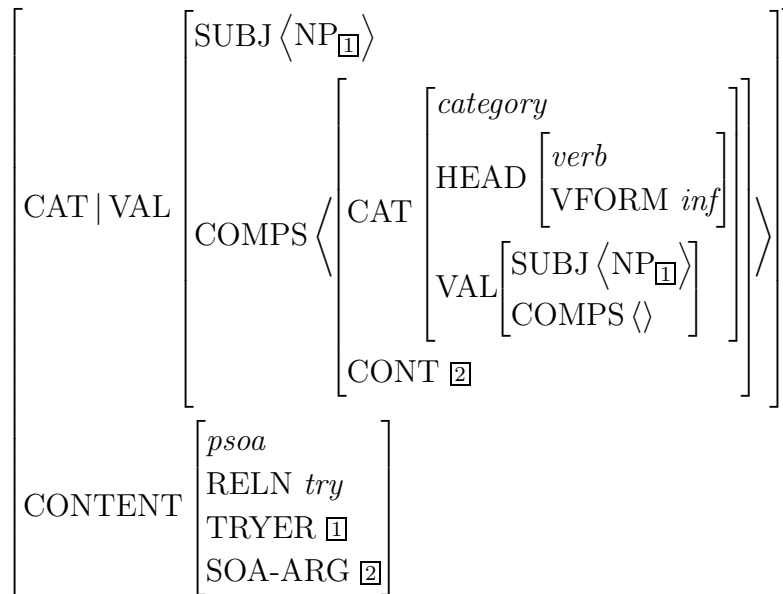 SUBJ ⟨NP[1]⟩
category
HEAD verb
VFORM inf
CAT | VAL COMPS ⟨ CAT
VAL SUBJ ⟨NP[1]⟩
COMPS ⟨⟩
CONT [2] ⟩
psoa
RELN try
CONTENT
TRYER [1]
SOA-ARG [2]